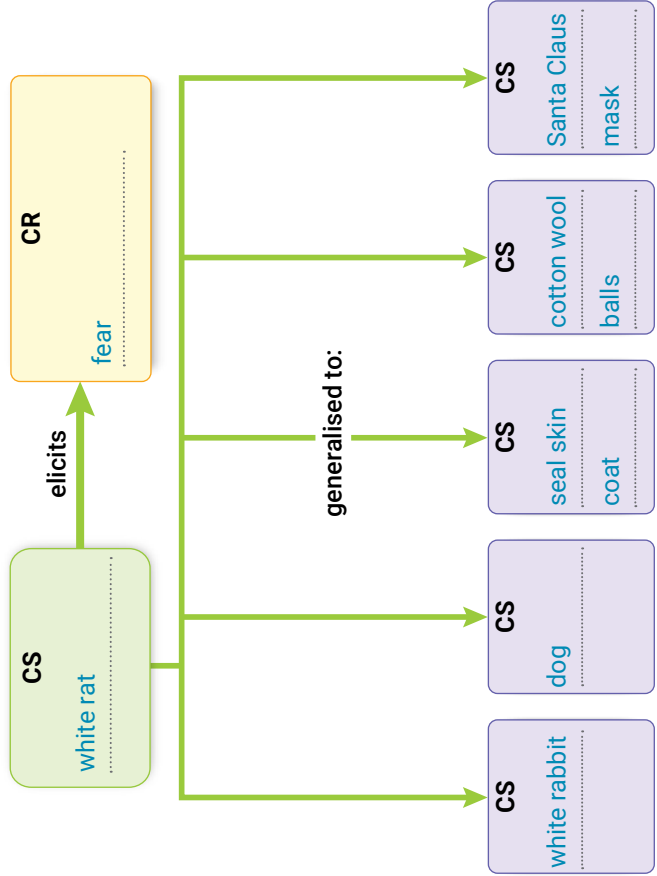 CS
white rat
elicits
CR
fear
generalised to:
CS
white rabbit
CS
dog
CS
seal skin
coat
CS
cotton wool
balls
CS
Santa Claus
mask